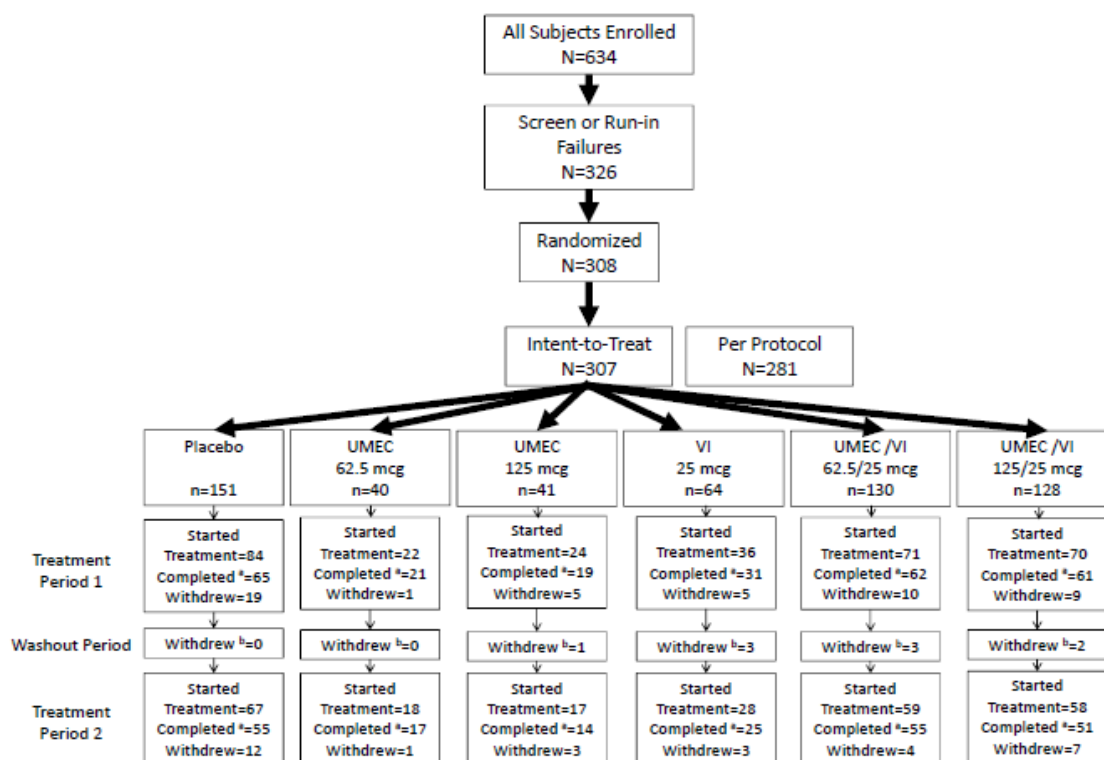 All Subjects Enrolled
N=634
Screen or Run-in
Failures
N=326
Randomized
N=308
Intent-to-Treat
N=307
Per Protocol
N=281
Placebo
n=151
UMEC
62.5 mcg
n=40
UMEC
125 mcg
n=41
VI
25 mcg
n=64
UMEC /VI
62.5/25 mcg
n=130
UMEC /VI
125/25 mcg
n=128
Treatment
Period 1
Started
Treatment=84
Completed ª=65
Withdrew=19
Started
Treatment=22
Completed ª=21
Withdrew=1
Started
Treatment=24
Completed ª=19
Withdrew=5
Started
Treatment=36
Completed ª=31
Withdrew=5
Started
Treatment=71
Completed ª=62
Withdrew=10
Started
Treatment=70
Completed ª=61
Withdrew=9
Washout Period
Withdrew ᵇ=0
Withdrew ᵇ=0
Withdrew ᵇ=1
Withdrew ᵇ=3
Withdrew ᵇ=3
Withdrew ᵇ=2
Treatment
Period 2
Started
Treatment=67
Completed ª=55
Withdrew=12
Started
Treatment=18
Completed ª=17
Withdrew=1
Started
Treatment=17
Completed ª=14
Withdrew=3
Started
Treatment=28
Completed ª=25
Withdrew=3
Started
Treatment=59
Completed ª=55
Withdrew=4
Started
Treatment=58
Completed ª=51
Withdrew=7